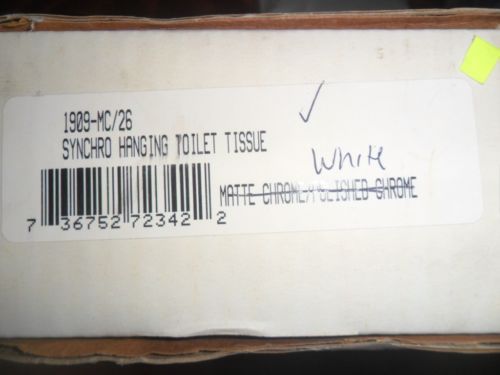 1909-MC/26
SYNCHRO HANGING TOILET TISSUE
White
MATTE CHROME/POLISHED CHROME
7 36752 72342 2